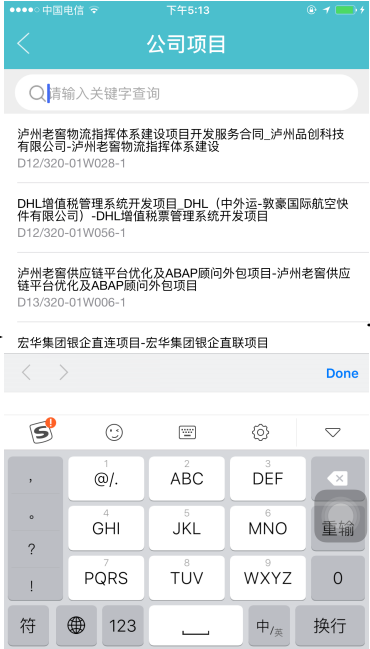 中国电信
下午5:13
公司项目
请输入关键字查询
泸州老窖物流指挥体系建设项目开发服务合同_泸州品创科技
有限公司-泸州老窖物流指挥体系建设
D12/320-01W028-1
DHL增值税管理系统开发项目_DHL（中外运-敦豪国际航空快
件有限公司）-DHL增值税票管理系统开发项目
D12/320-01W056-1
泸州老窖供应链平台优化及ABAP顾问外包项目-泸州老窖供应
链平台优化及ABAP顾问外包项目
D13/320-01W006-1
宏华集团银企直连项目-宏华集团银企直联项目
Done
S !
，
1
@/.
2
ABC
3
DEF
。
4
GHI
5
JKL
6
MNO
重输
？
7
PQRS
8
TUV
9
WXYZ
0
！
符
123
中/英
换行